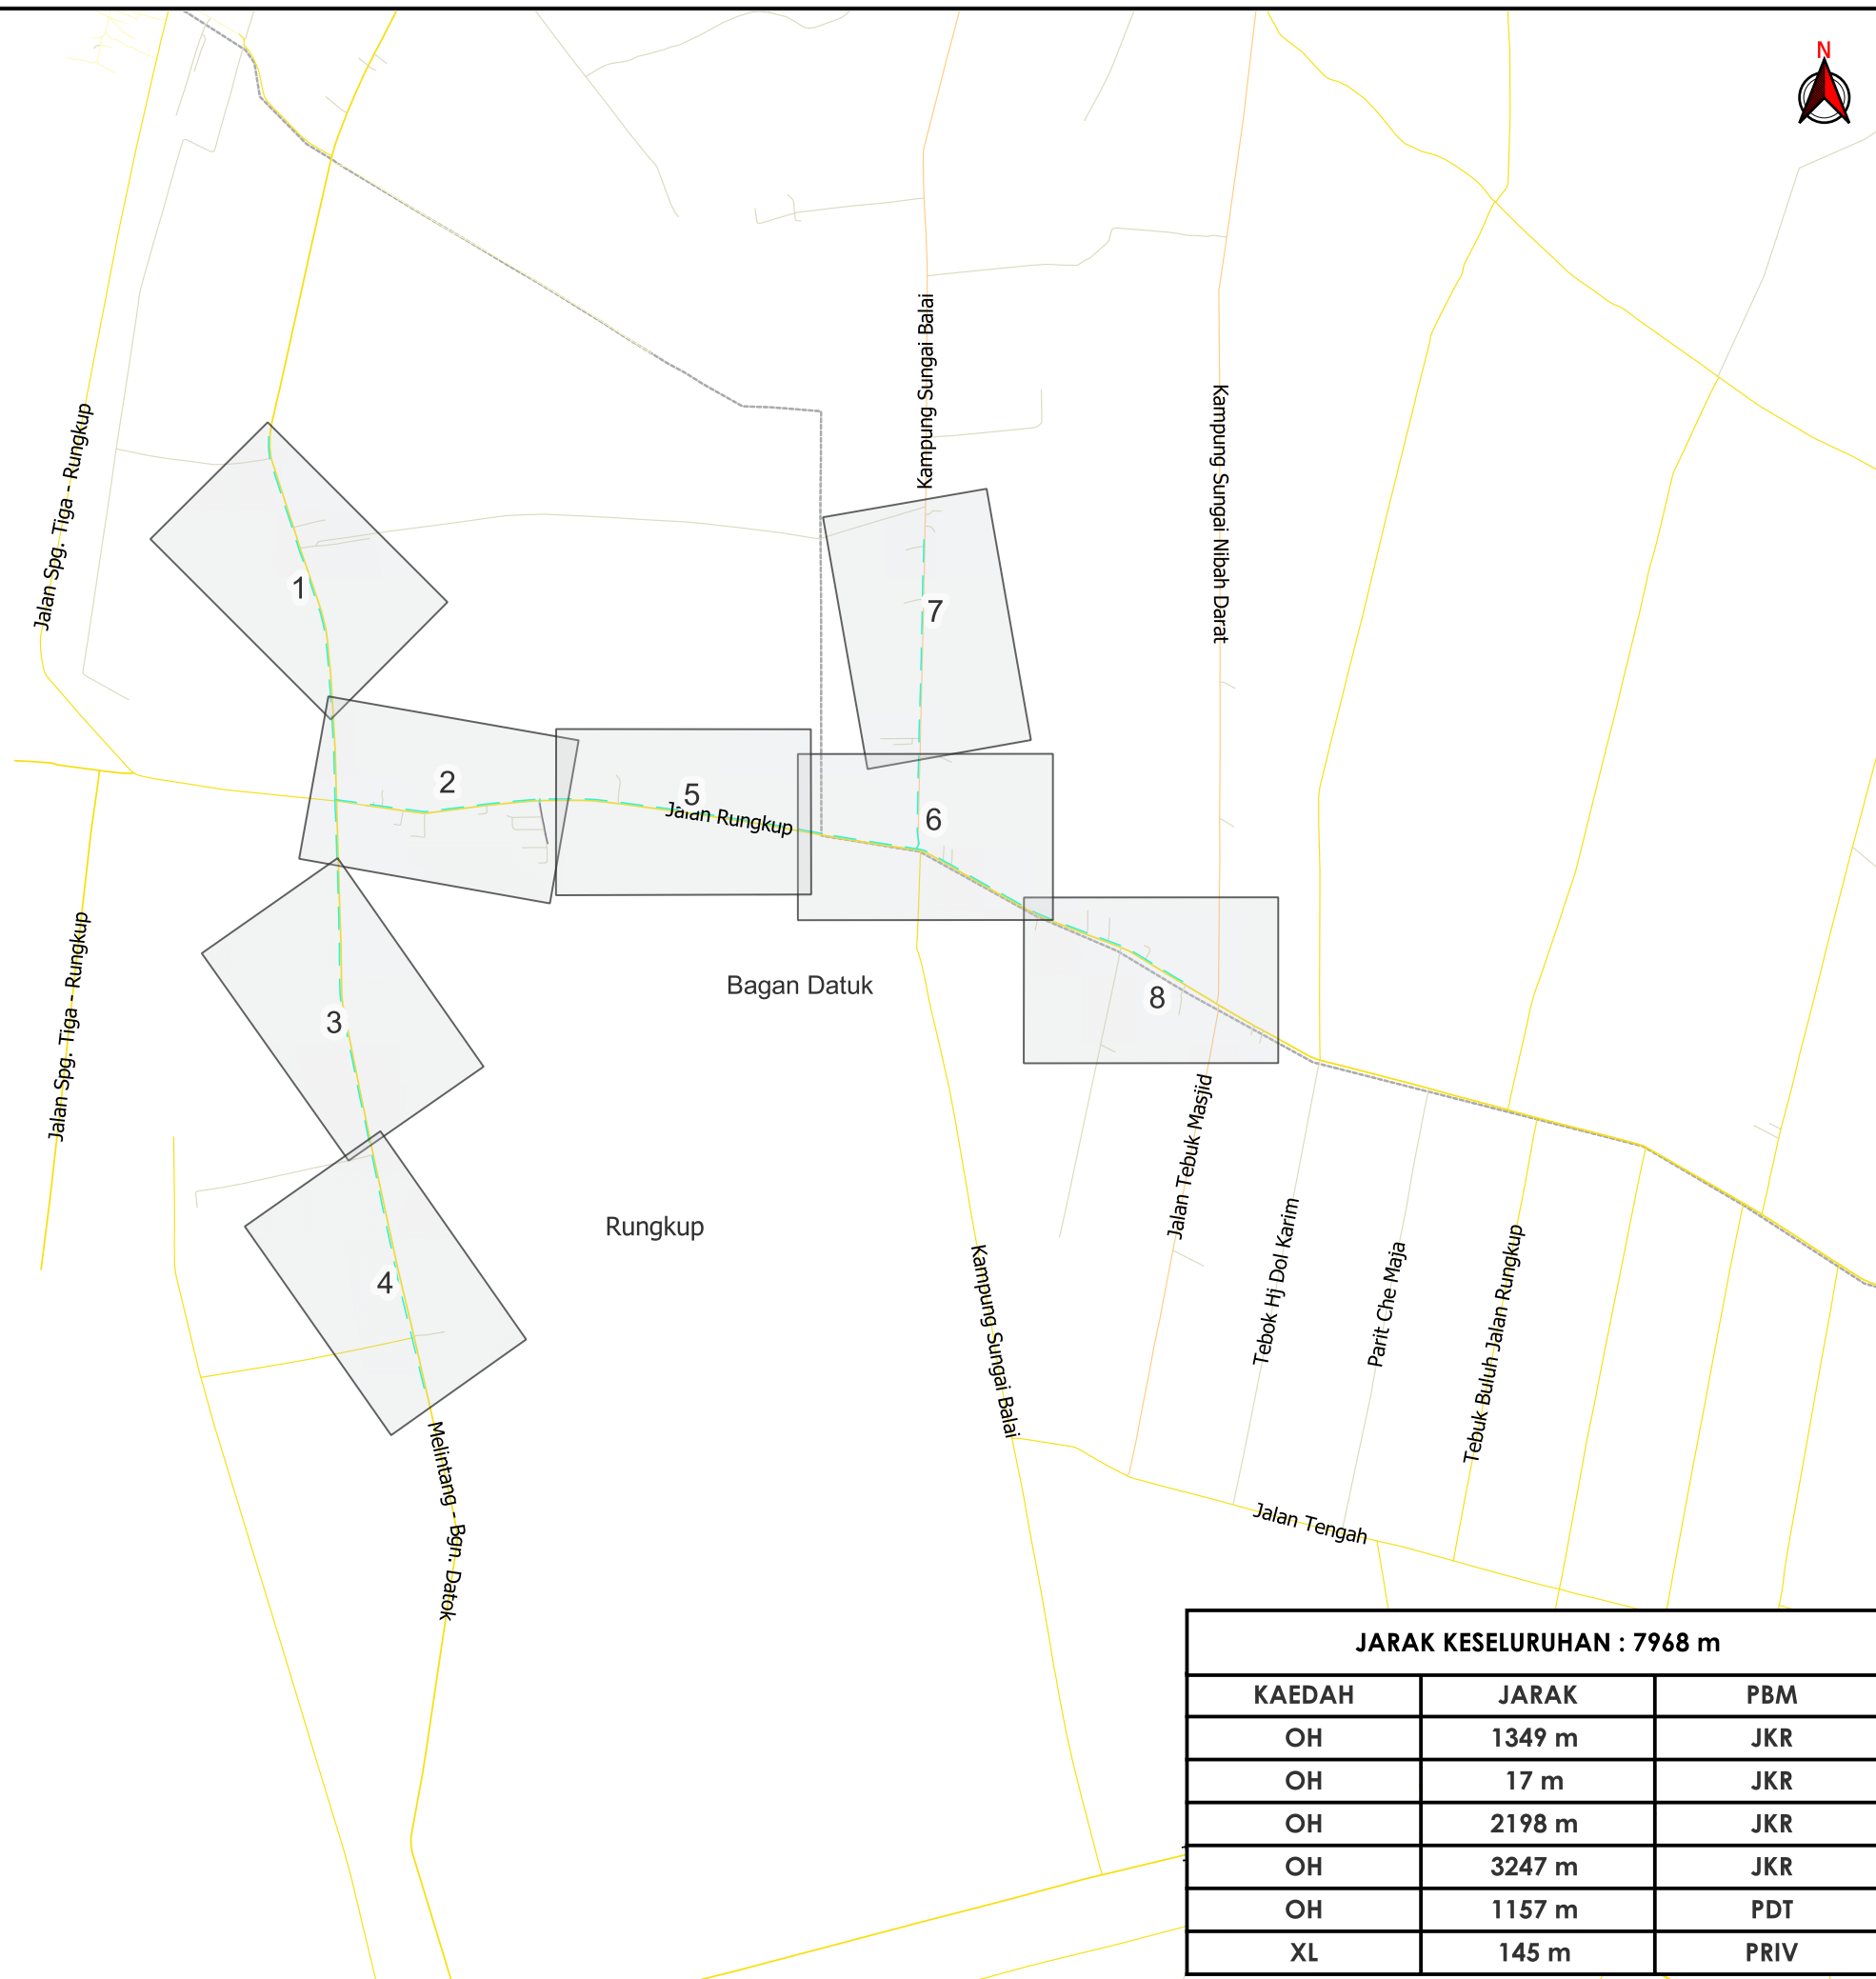 N
Jalan Spg. Tiga - Rungkup
Kampung Sungai Balai
Kampung Sungai Nibah Darat
1
7
2
5
Jalan Rungkup
6
Jalan Spg. Tiga - Rungkup
Bagan Datuk
8
3
Jalan Tebuk Masjid
Rungkup
4
Kampung Sungai Balai
Tebok Hj Dol Karim
Parit Che Maja
Tebuk Buluh Jalan Rungkup
Melintang - Bgn. Datok
Jalan Tengah
JARAK KESELURUHAN : 7968 m
KAEDAH JARAK PBM
OH 1349 m JKR
OH 17 m JKR
OH 2198 m JKR
OH 3247 m JKR
OH 1157 m PDT
XL 145 m PRIV